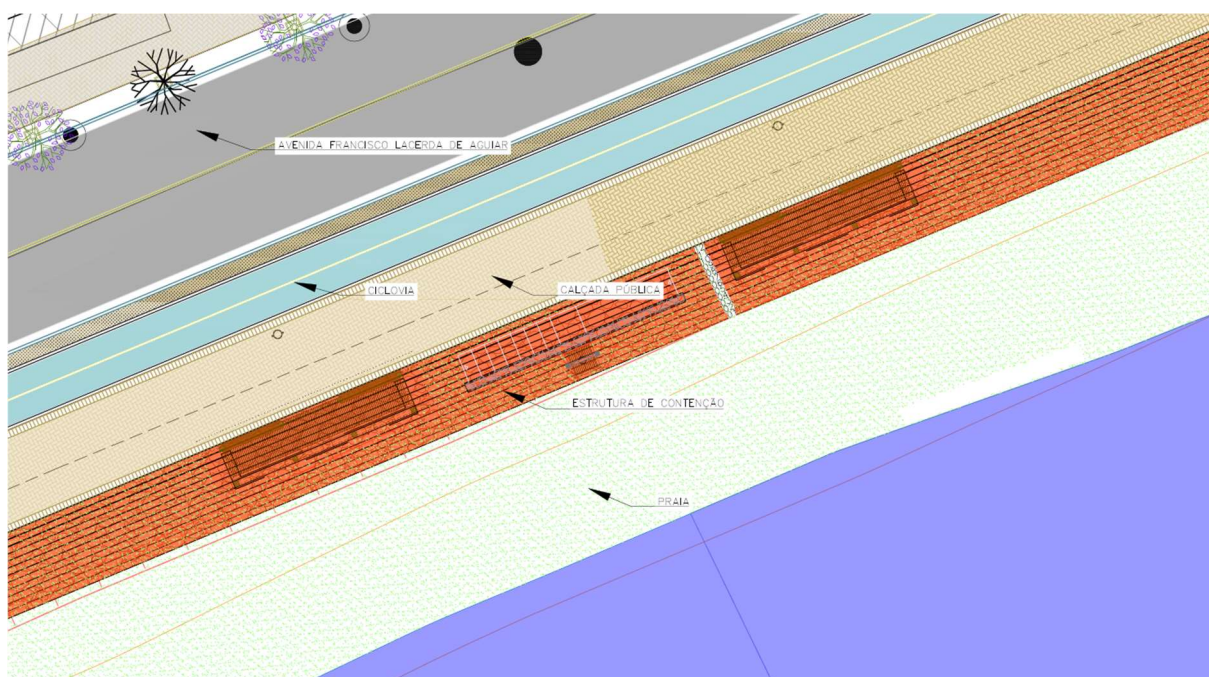 AVENIDA FRANCISCO LACERDA DE AGUIAR
CICLOVIA
CALÇADA PÚBLICA
ESTRUTURA DE CONTENÇÃO
PRAIA